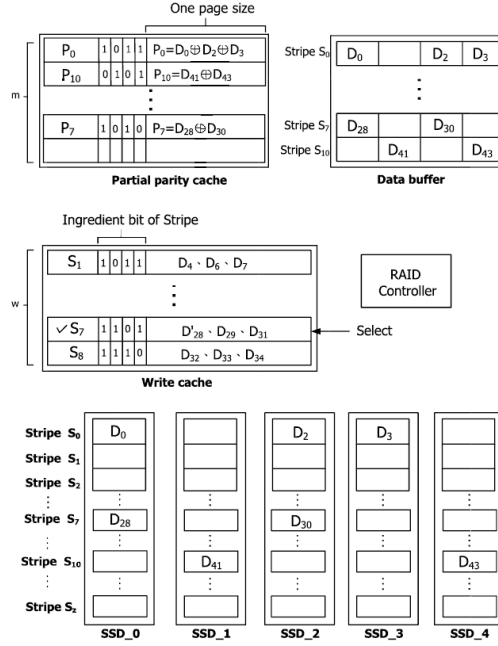 One page size
P0 1 0 1 1 P0=D0⊕D2⊕D3
P10 0 1 0 1 P10=D41⊕D43
m
P7 1 0 1 0 P7=D28⊕D30
Partial parity cache
Stripe S0 D0 D2 D3
Stripe S7 D28 D30
Stripe S10 D41 D43
Data buffer
Ingredient bit of Stripe
S1 1 0 1 1 D4、D6、D7
w
✓S7 1 1 0 1 D'28、D29、D31
S8 1 1 1 0 D32、D33、D34
Write cache
RAID
Controller
Select
Stripe S0 D0 D2 D3
Stripe S1
Stripe S2
Stripe S7 D28 D30
Stripe S10 D41 D43
Stripe Sz
SSD_0 SSD_1 SSD_2 SSD_3 SSD_4